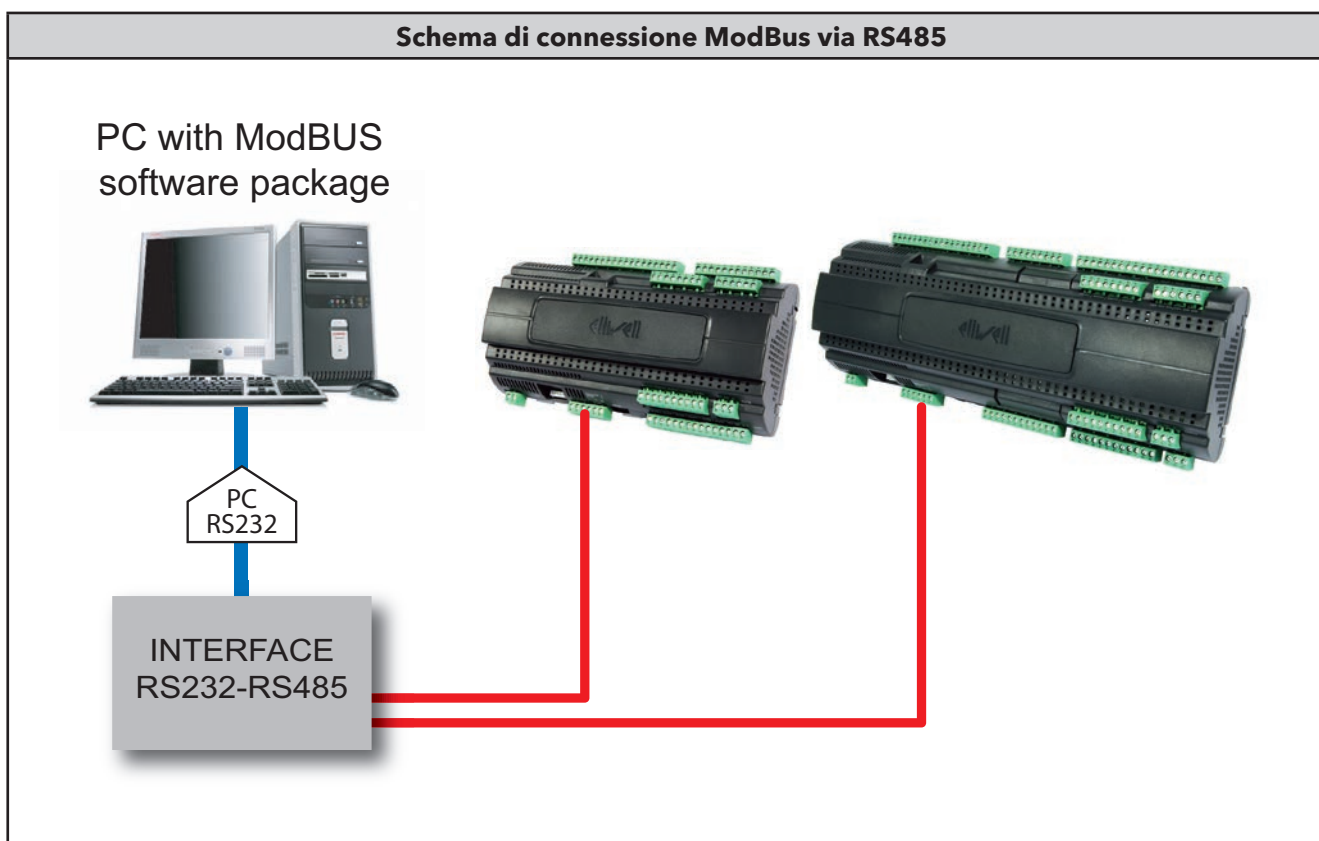 Schema di connessione ModBus via RS485
PC with ModBUS
software package
PC
RS232
INTERFACE
RS232-RS485